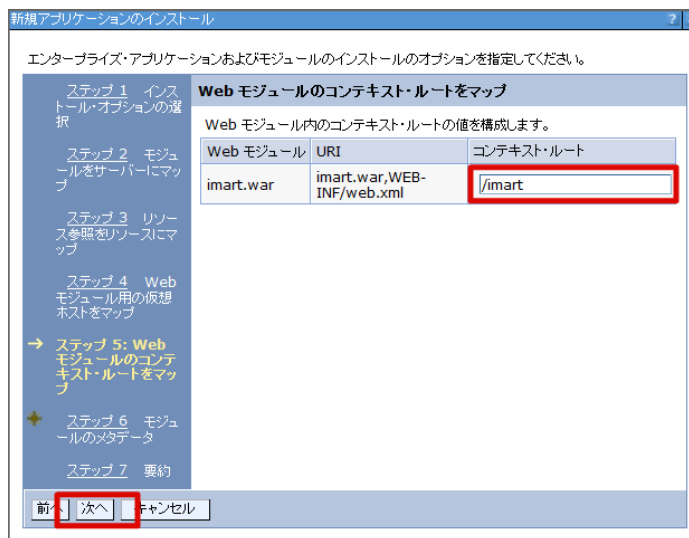 新規アプリケーションのインストール ?
エンタープライズ・アプリケーションおよびモジュールのインストールのオプションを指定してください。
ステップ 1 インス
トール・オプションの選
択
ステップ 2 モジュ
ールをサーバーにマッ
プ
ステップ 3 リソー
ス参照をリソースにマ
ップ
ステップ 4 Web
モジュール用の仮想
ホストをマップ
ステップ 5: Web
モジュールのコンテ
キスト・ルートをマッ
プ
ステップ 6 モジュ
ールのメタデータ
ステップ 7 要約
Web モジュールのコンテキスト・ルートをマップ
Web モジュール内のコンテキスト・ルートの値を構成します。
Web モジュール URI コンテキスト・ルート
imart.war imart.war,WEB-
INF/web.xml /imart
前へ 次へ キャンセル